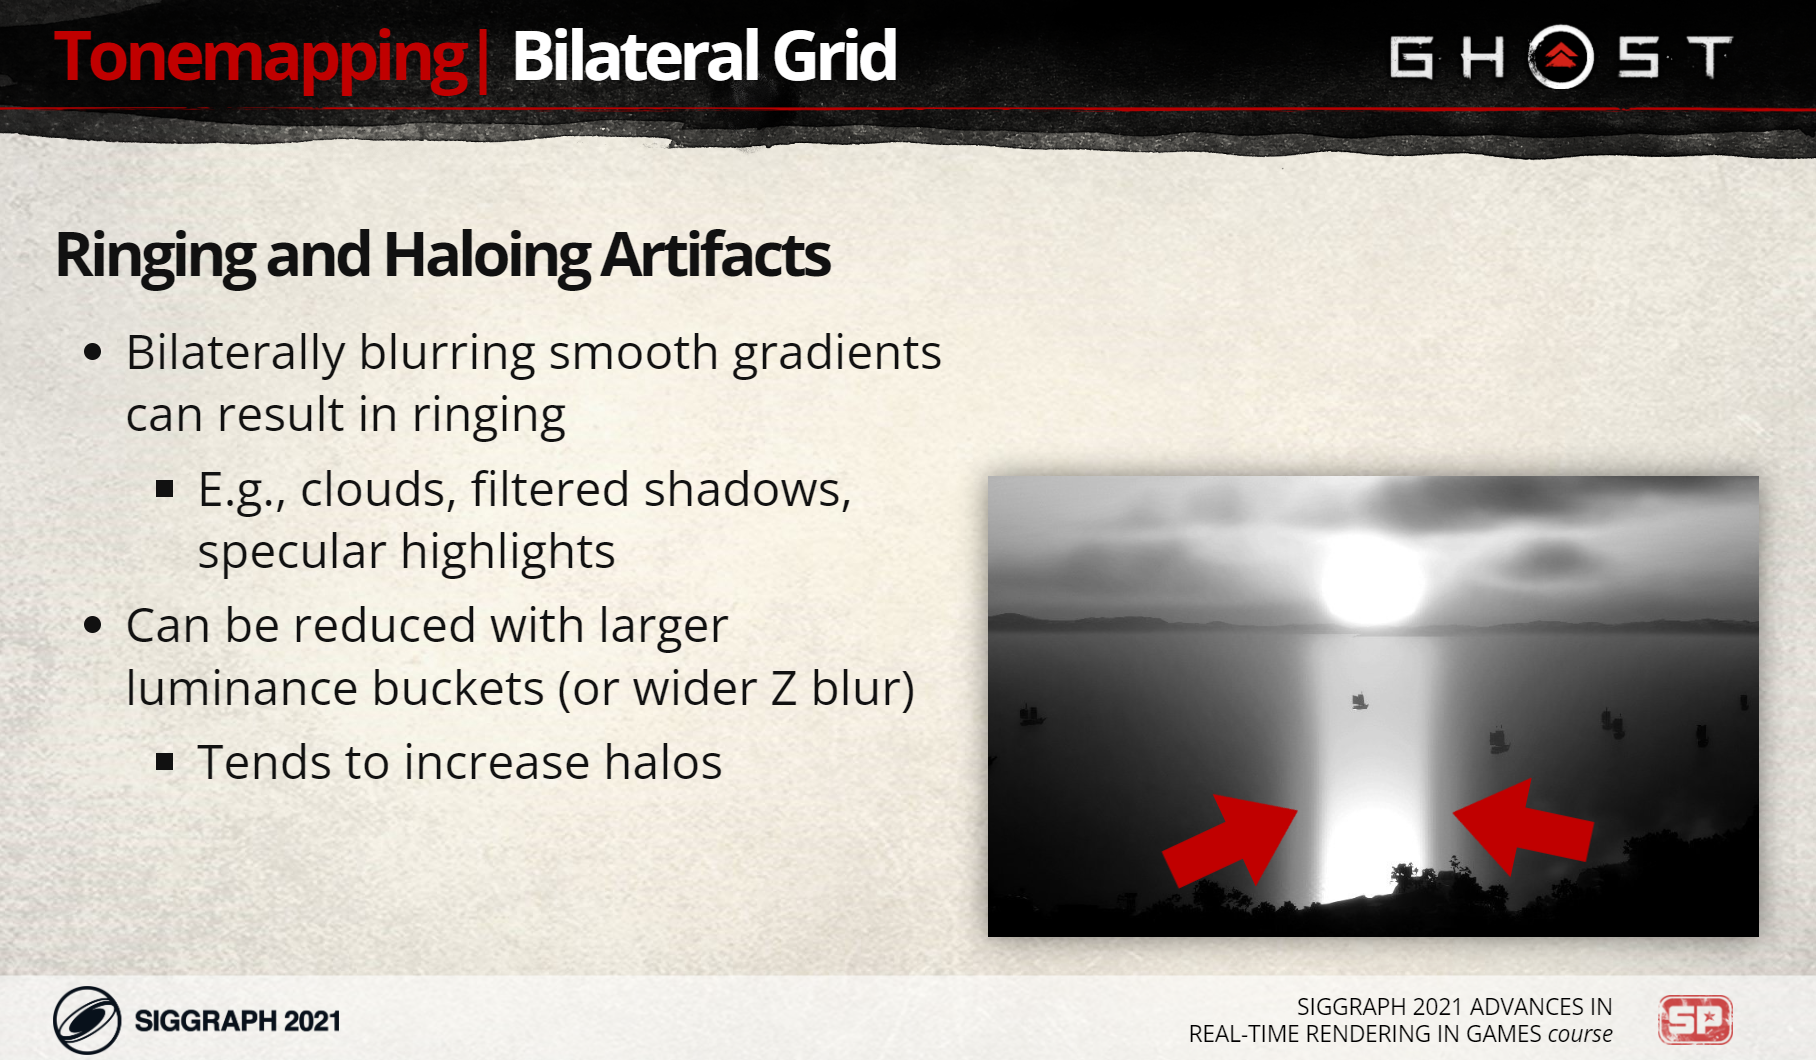 Tonemapping| Bilateral Grid
GHOST
Ringing and Haloing Artifacts
• Bilaterally blurring smooth gradients
can result in ringing
▪ E.g., clouds, filtered shadows,
specular highlights
• Can be reduced with larger
luminance buckets (or wider Z blur)
▪ Tends to increase halos
SIGGRAPH 2021
SIGGRAPH 2021 ADVANCES IN
REAL-TIME RENDERING IN GAMES course
SP